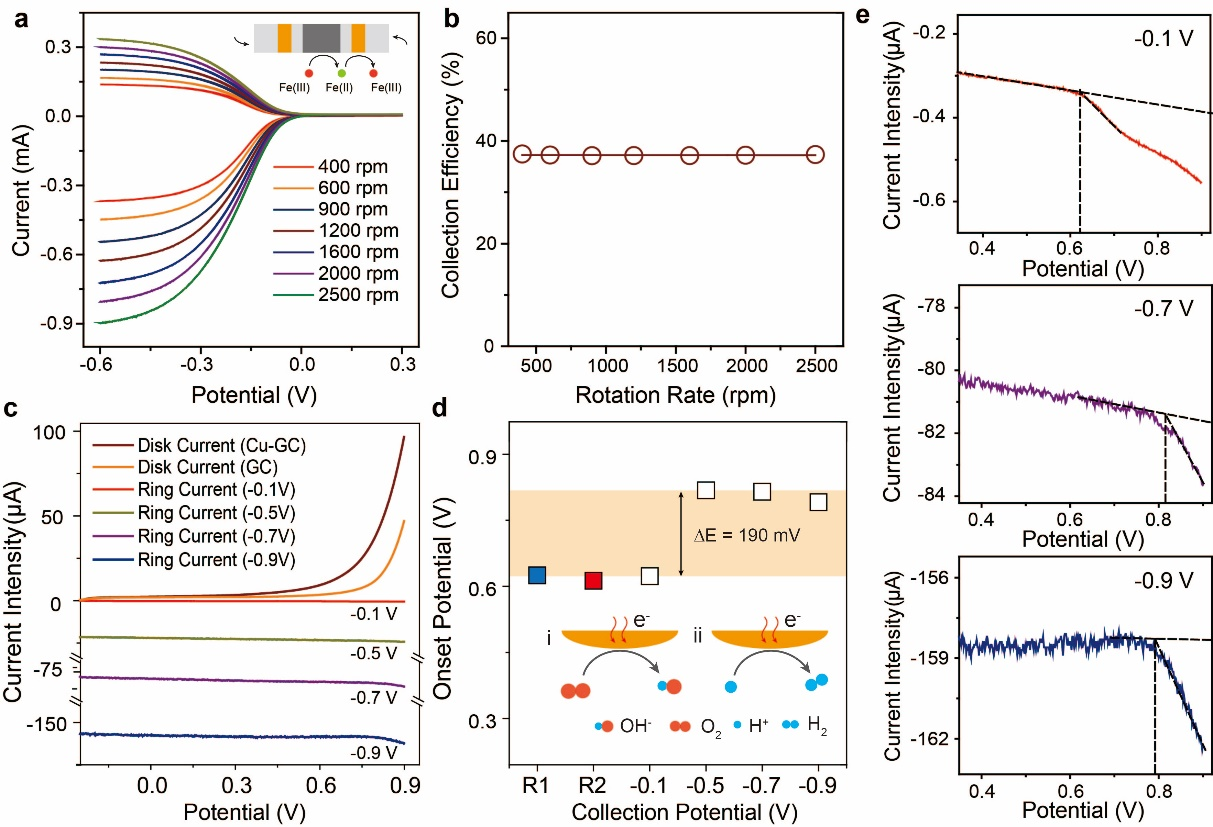 a
0.3
0.0
-0.3
-0.6
-0.9
Current (mA)
Fe(III)
Fe(II)
Fe(III)
400 rpm
600 rpm
900 rpm
1200 rpm
1600 rpm
2000 rpm
2500 rpm
-0.6
-0.3
0.0
0.3
Potential (V)
b
60
40
20
0
Collection Efficiency (%)
500
1000
1500
2000
2500
Rotation Rate (rpm)
c
100
50
0
-75
-150
Current Intensity(μA)
Disk Current (Cu-GC)
Disk Current (GC)
Ring Current (-0.1V)
Ring Current (-0.5V)
Ring Current (-0.7V)
Ring Current (-0.9V)
-0.1 V
-0.5 V
-0.7 V
-0.9 V
0.0
0.3
0.6
0.9
Potential (V)
d
0.9
0.6
0.3
Onset Potential (V)
ΔE = 190 mV
i
e-
ii
e-
OH-
O2
H+
H2
R1
R2
-0.1
-0.5
-0.7
-0.9
Collection Potential (V)
e
-0.1 V
-0.2
-0.4
-0.6
Current Intensity(μA)
0.4
0.6
0.8
Potential (V)
-0.7 V
-78
-80
-82
-84
Current Intensity(μA)
0.4
0.6
0.8
Potential (V)
-0.9 V
-156
-159
-162
Current Intensity(μA)
0.4
0.6
0.8
Potential (V)